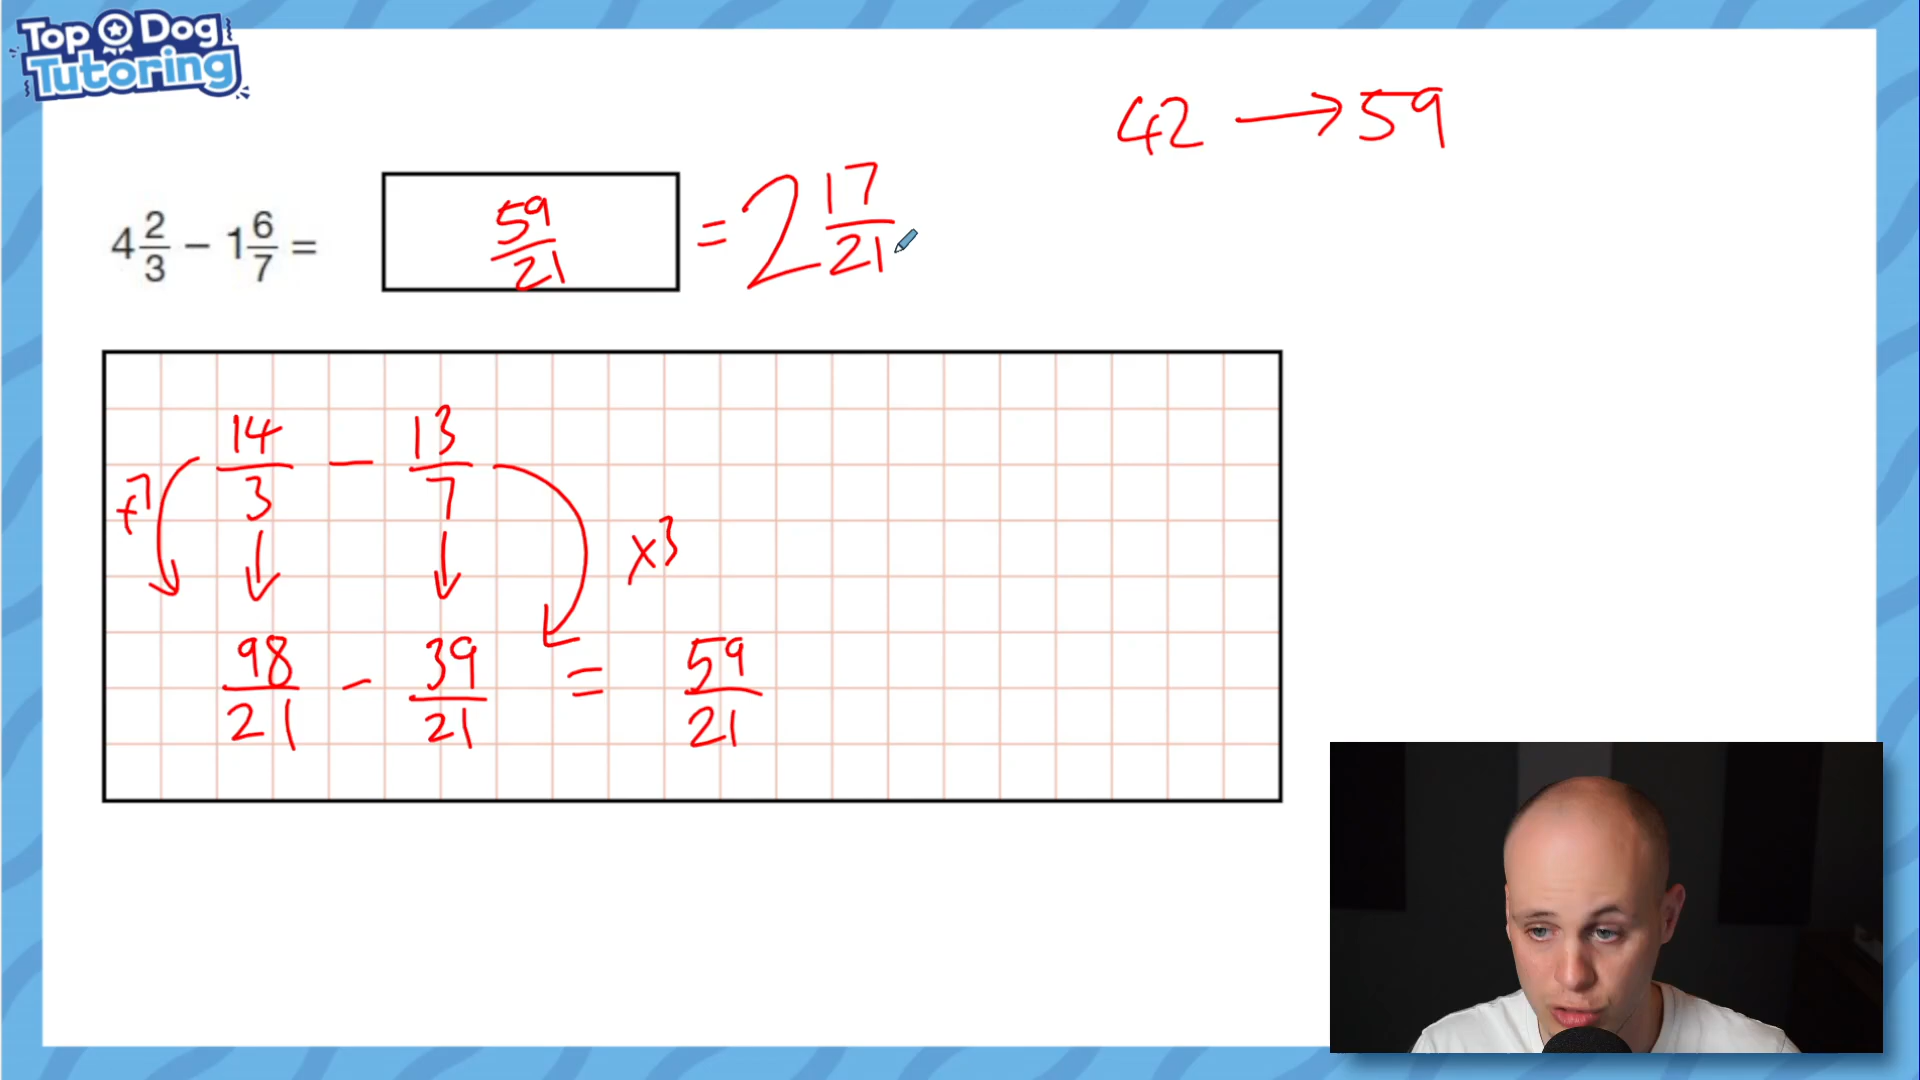 Top Dog
Tutoring
42 → 59
4 2/3 − 1 6/7 = 59/21 = 2 17/21
14/3 − 13/7
×7
×3
98/21 − 39/21 = 59/21